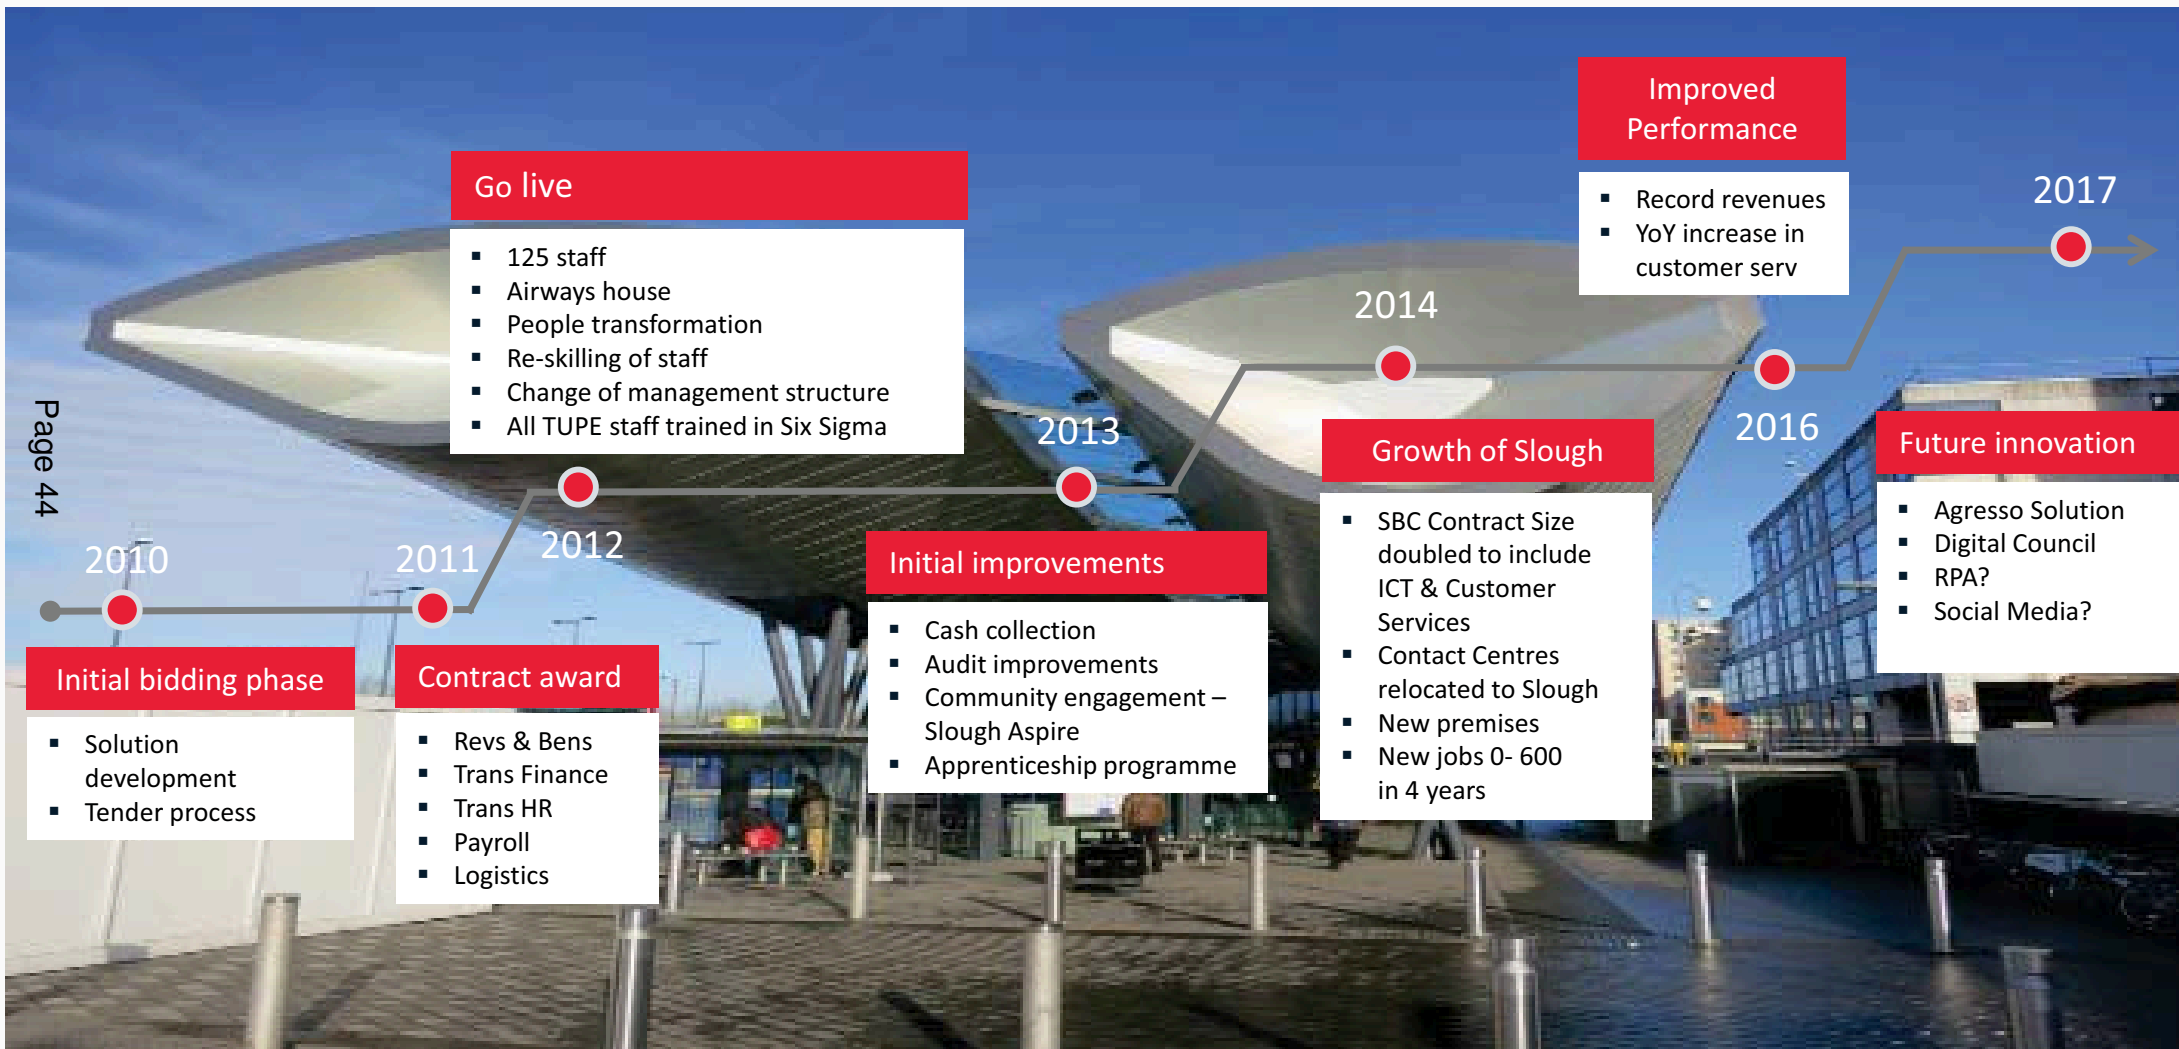 Page 44
2010
Initial bidding phase
Solution
development
Tender process
2011
Contract award
Revs & Bens
Trans Finance
Trans HR
Payroll
Logistics
Go live
125 staff
Airways house
People transformation
Re-skilling of staff
Change of management structure
All TUPE staff trained in Six Sigma
2012
2013
Initial improvements
Cash collection
Audit improvements
Community engagement –
Slough Aspire
Apprenticeship programme
2014
Growth of Slough
SBC Contract Size
doubled to include
ICT & Customer
Services
Contact Centres
relocated to Slough
New premises
New jobs 0- 600
in 4 years
Improved
Performance
Record revenues
YoY increase in
customer serv
2016
2017
Future innovation
Agresso Solution
Digital Council
RPA?
Social Media?